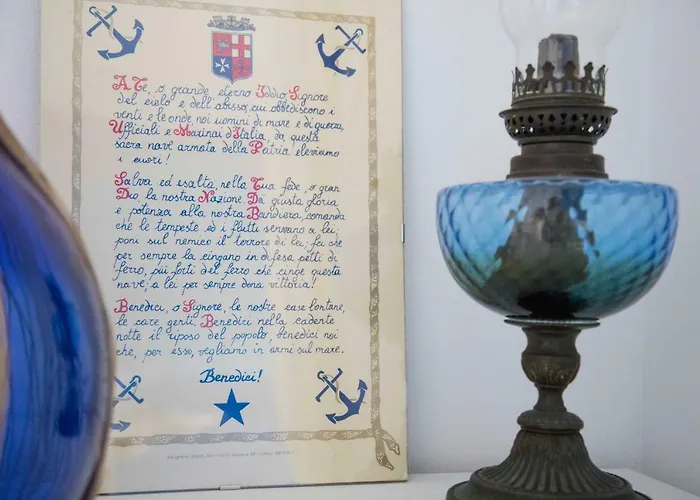 A Te, o grande eterno Iddio, Signore
del cielo e dell'abisso, cui obbediscono i
venti e le onde, noi uomini di mare e di guerra,
Ufficiali e Marinai d'Italia, da questa
sacra nave armata della Patria eleviamo
i cuori!
Salva ed esalta, nella Tua fede, o gran
Dio, la nostra Nazione. Dà giusta gloria
e potenza alla nostra Bandiera, comanda
che le tempeste ed i flutti servano a lei;
poni sul nemico il terrore di lei; fa che
per sempre la cingano in difesa petti di
ferro, più forti del ferro che cinge questa
nave; a lei per sempre dona vittoria!
Benedici, o Signore, le nostre case lontane,
le care genti. Benedici nella cadente
notte il riposo del popolo, benedici noi
che, per esso, vegliamo in armi sul mare.
Benedici!